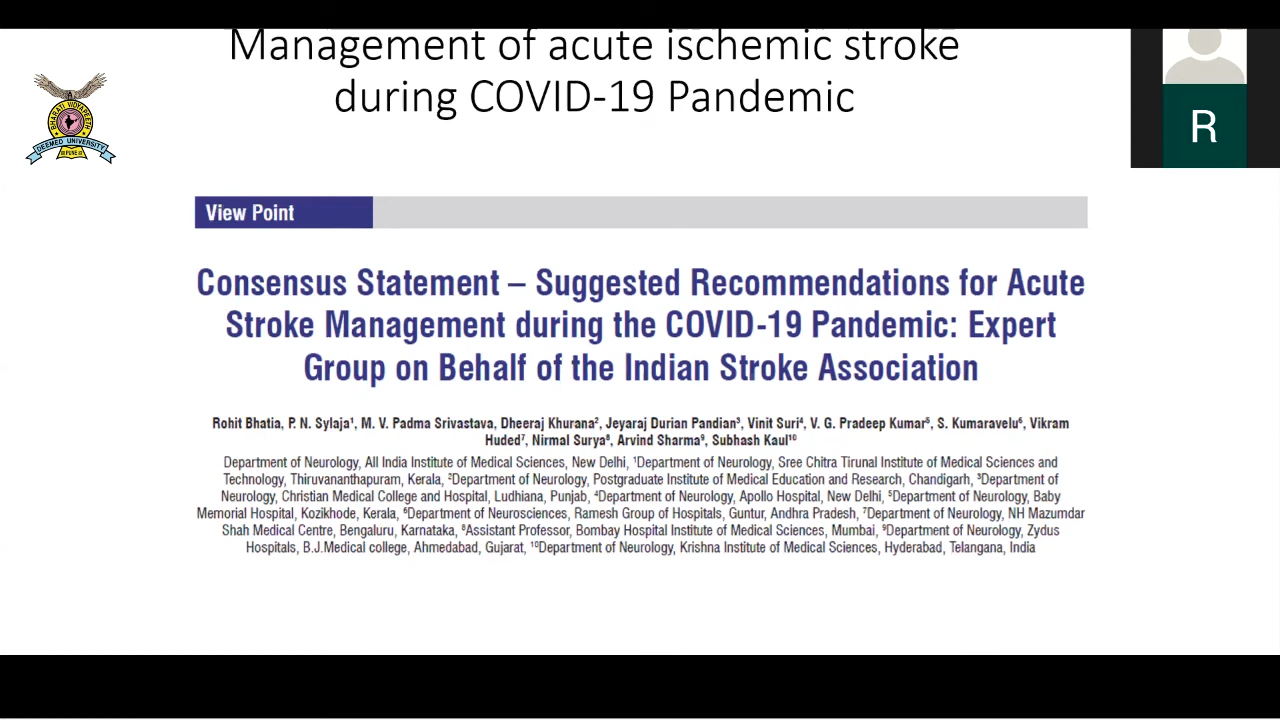 Management of acute ischemic stroke
during COVID-19 Pandemic
BHARATI VIDYAPEETH
DEEMED UNIVERSITY
R
View Point
Consensus Statement – Suggested Recommendations for Acute
Stroke Management during the COVID-19 Pandemic: Expert
Group on Behalf of the Indian Stroke Association
Rohit Bhatia, P. N. Sylaja¹, M. V. Padma Srivastava, Dheeraj Khurana², Jeyaraj Durian Pandian³, Vinit Suri⁴, V. G. Pradeep Kumar⁵, S. Kumaravelu⁶, Vikram
Huded⁷, Nirmal Surya⁸, Arvind Sharma⁹, Subhash Kaul¹⁰
Department of Neurology, All India Institute of Medical Sciences, New Delhi, ¹Department of Neurology, Sree Chitra Tirunal Institute of Medical Sciences and
Technology, Thiruvananthapuram, Kerala, ²Department of Neurology, Postgraduate Institute of Medical Education and Research, Chandigarh, ³Department of
Neurology, Christian Medical College and Hospital, Ludhiana, Punjab, ⁴Department of Neurology, Apollo Hospital, New Delhi, ⁵Department of Neurology, Baby
Memorial Hospital, Kozikhode, Kerala, ⁶Department of Neurosciences, Ramesh Group of Hospitals, Guntur, Andhra Pradesh, ⁷Department of Neurology, NH Mazumdar
Shah Medical Centre, Bengaluru, Karnataka, ⁸Assistant Professor, Bombay Hospital Institute of Medical Sciences, Mumbai, ⁹Department of Neurology, Zydus
Hospitals, B.J.Medical college, Ahmedabad, Gujarat, ¹⁰Department of Neurology, Krishna Institute of Medical Sciences, Hyderabad, Telangana, India